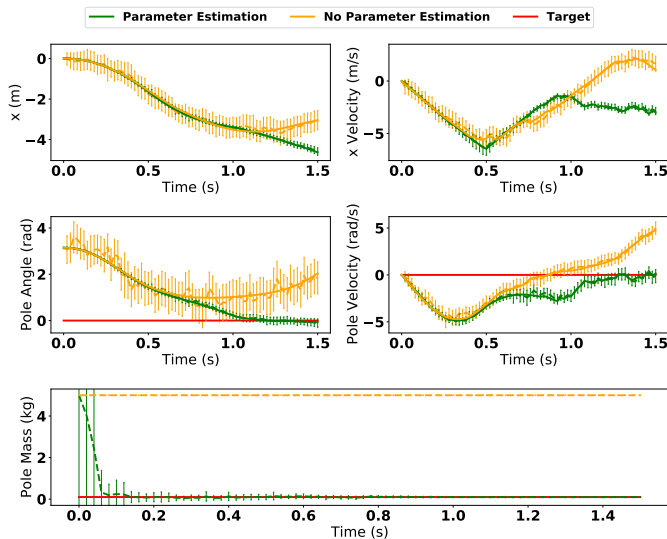 Parameter Estimation No Parameter Estimation Target
0
−2
−4
x (m)
0.0 0.5 1.0 1.5
Time (s)
0
−5
x Velocity (m/s)
0.0 0.5 1.0 1.5
Time (s)
4
2
0
Pole Angle (rad)
0.0 0.5 1.0 1.5
Time (s)
5
0
−5
Pole Velocity (rad/s)
0.0 0.5 1.0 1.5
Time (s)
4
2
0
Pole Mass (kg)
0.0 0.2 0.4 0.6 0.8 1.0 1.2 1.4
Time (s)